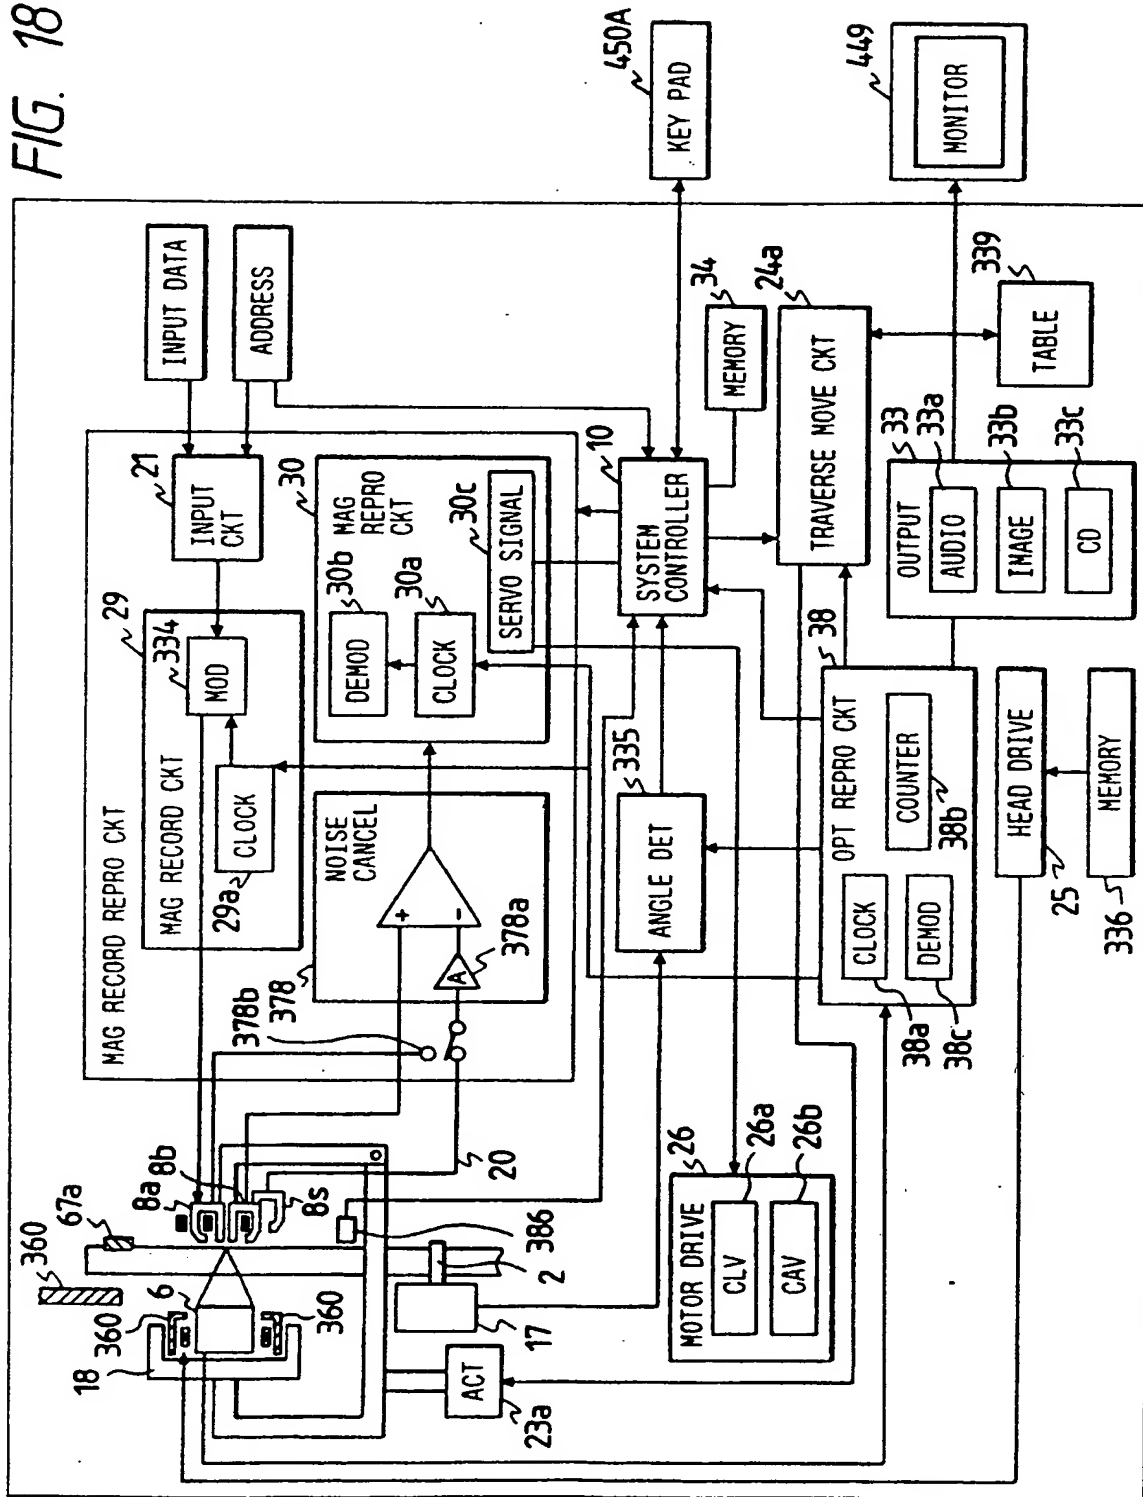 FIG. 18
360
67a
8a
8b
6
360
18
360
8s
386
2
17
20
ACT
23a
MAG RECORD REPRO CKT
29
MAG RECORD CKT
334
MOD
CLOCK
29a
21
INPUT
CKT
INPUT DATA
ADDRESS
378b
378
NOISE
CANCEL
+
-
A
378a
30
MAG
REPRO
CKT
30b
DEMOD
30a
CLOCK
30c
SERVO SIGNAL
10
SYSTEM
CONTROLLER
450A
KEY PAD
34
MEMORY
335
ANGLE DET
24a
TRAVERSE MOVE CKT
339
TABLE
449
MONITOR
26
MOTOR DRIVE
26a
CLV
26b
CAV
38
OPT REPRO CKT
CLOCK
38a
COUNTER
38b
DEMOD
38c
33
OUTPUT
33a
AUDIO
33b
IMAGE
33c
CD
HEAD DRIVE
25
MEMORY
336